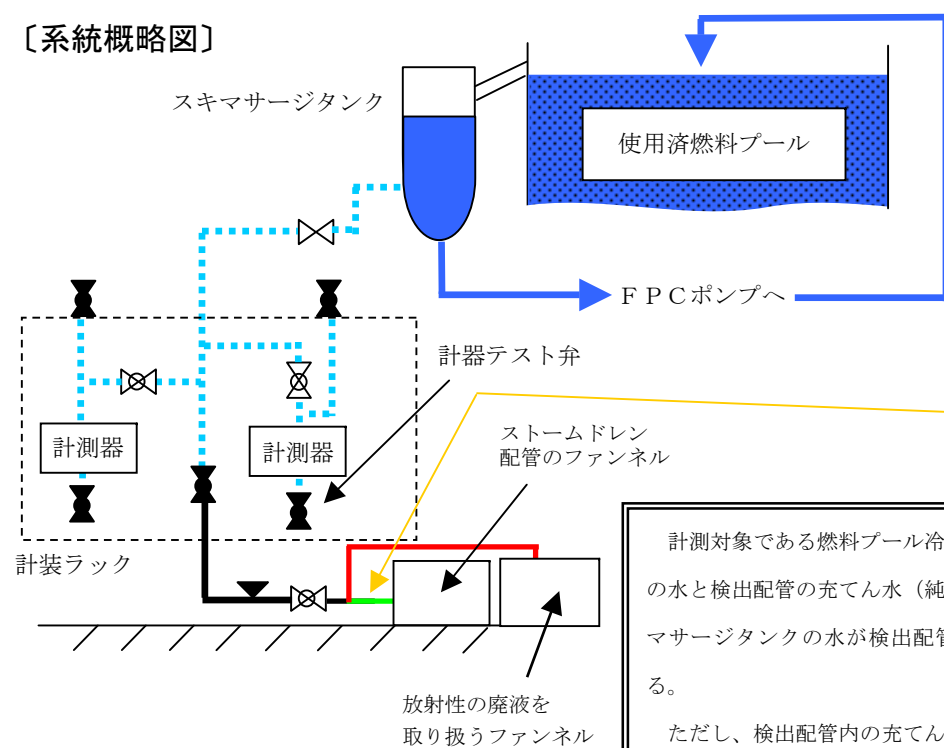 〔系統概略図〕
スキマサージタンク
使用済燃料プール
ＦＰＣポンプへ
計器テスト弁
計測器
計測器
ストームドレン
配管のファンネル
計装ラック
放射性の廃液を
取り扱うファンネル
計測対象である燃料プール冷
の水と検出配管の充てん水（純
マサージタンクの水が検出配管
る。
ただし、検出配管内の充てん